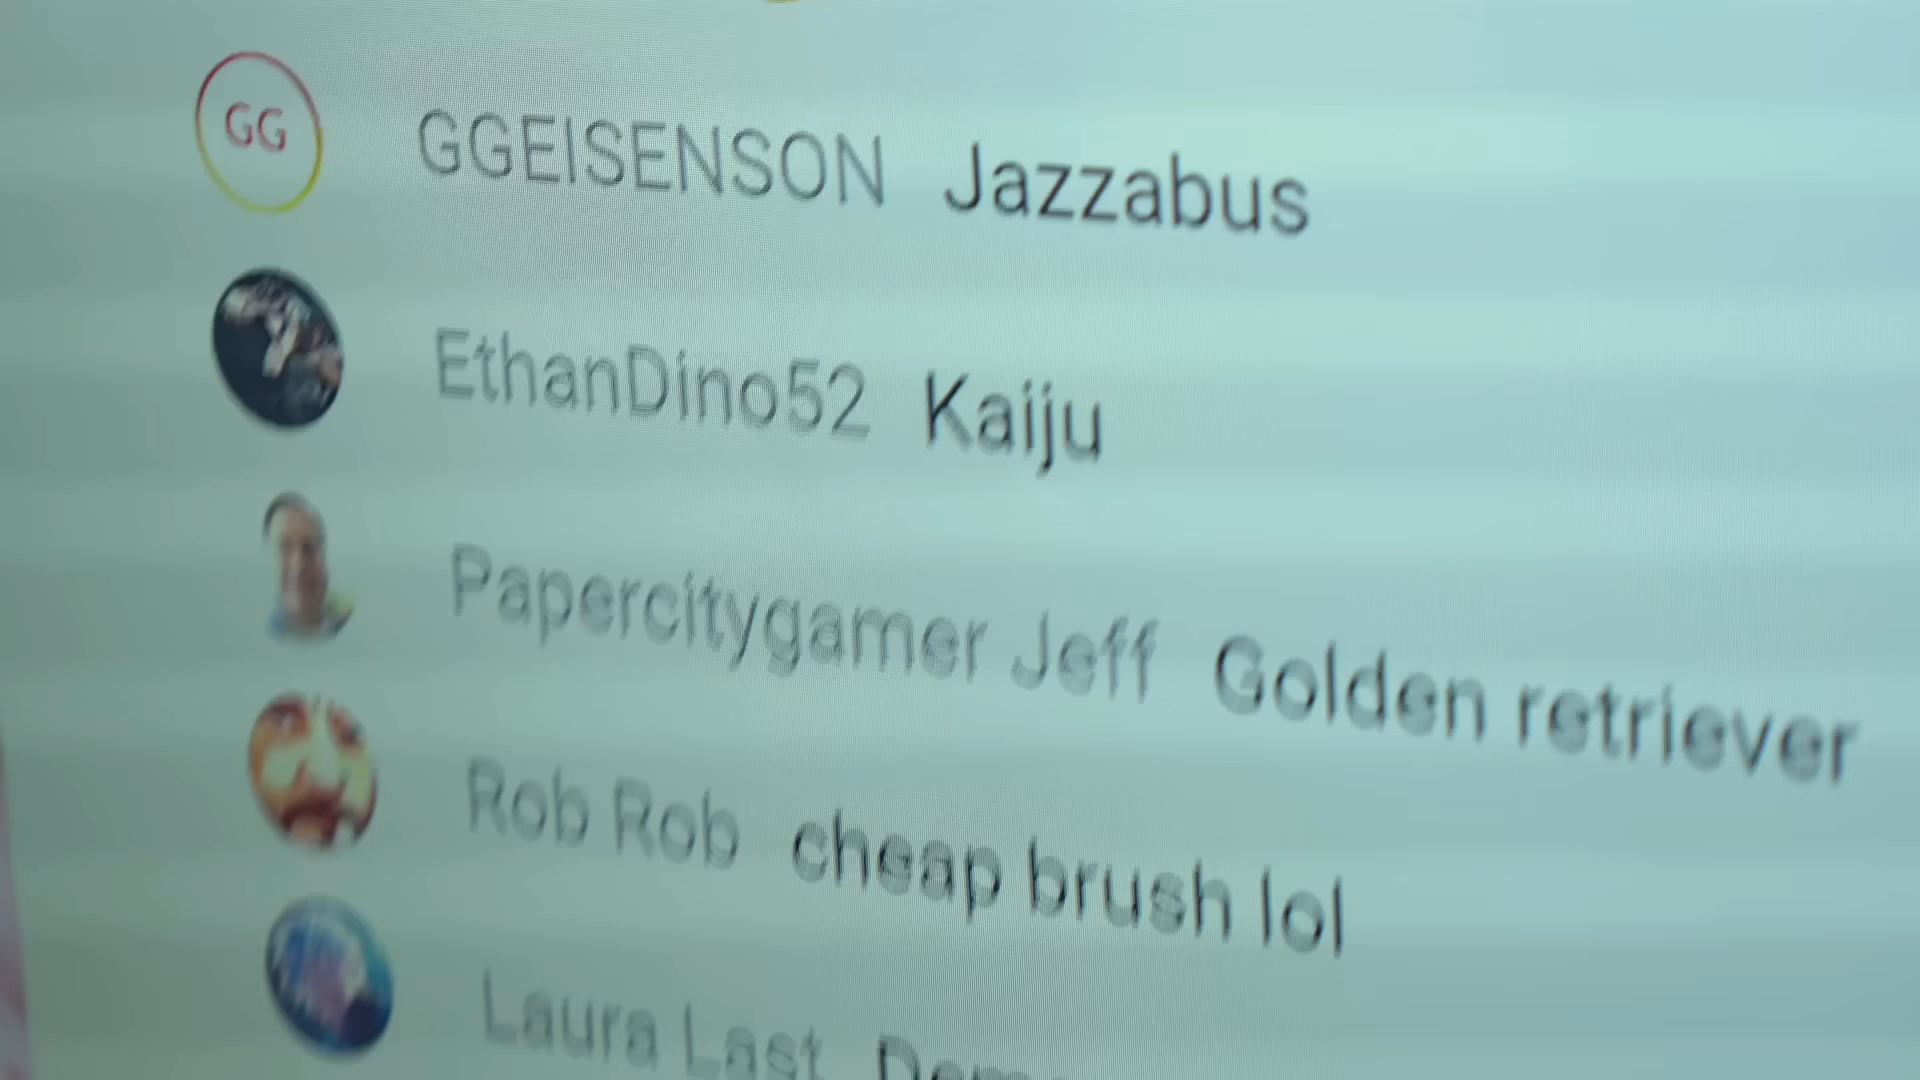 GG
GGEISENSON Jazzabus
EthanDino52 Kaiju
Papercitygamer Jeff Golden retriever
Rob Rob cheap brush lol
Laura Last